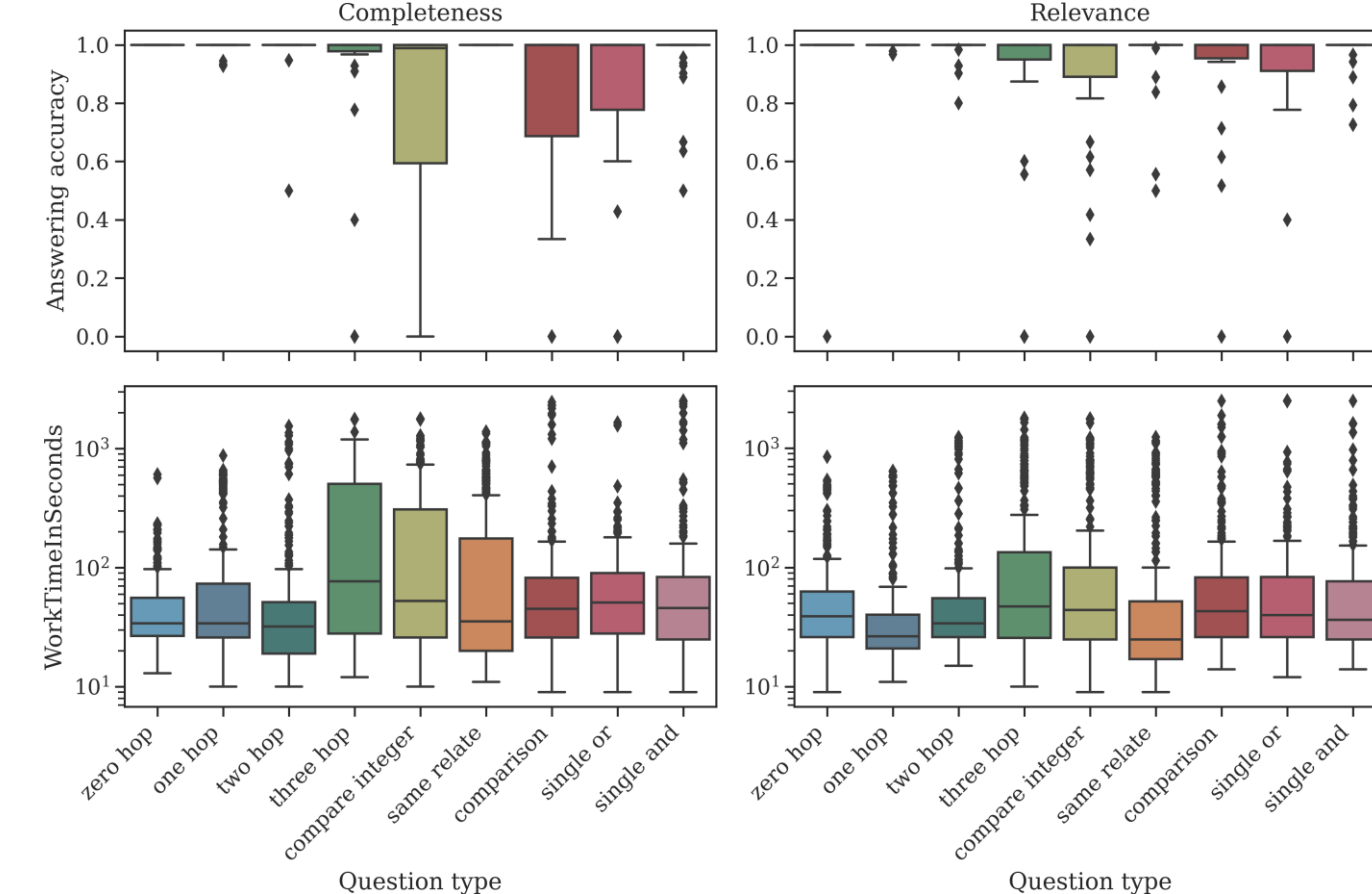 Completeness
Relevance
Answering accuracy
1.0
0.8
0.6
0.4
0.2
0.0
1.0
0.8
0.6
0.4
0.2
0.0
WorkTimeInSeconds
10³
10²
10¹
10³
10²
10¹
zero hop
one hop
two hop
three hop
compare integer
same relate
comparison
single or
single and
zero hop
one hop
two hop
three hop
compare integer
same relate
comparison
single or
single and
Question type
Question type